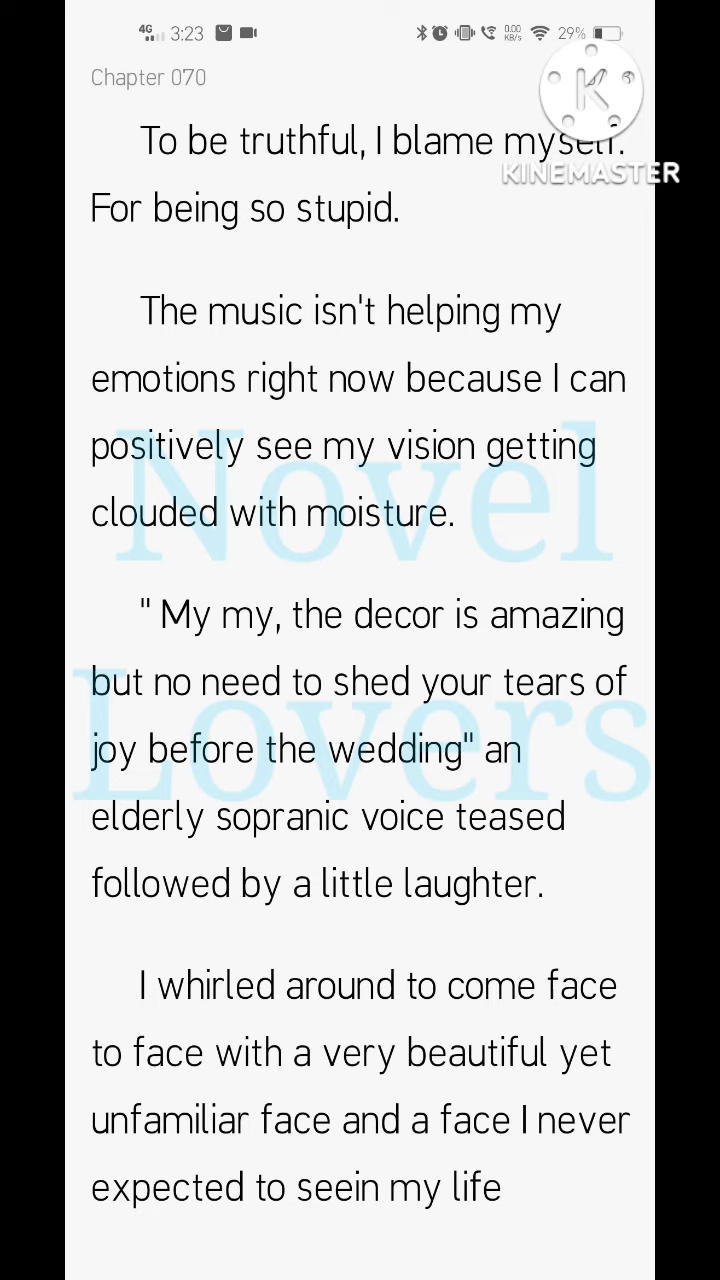 4G 3:23 0.00 KB/s 29%
Chapter 070
K
KINEMASTER
To be truthful, I blame myself.
For being so stupid.
The music isn't helping my
emotions right now because I can
positively see my vision getting
clouded with moisture.
" My my, the decor is amazing
but no need to shed your tears of
joy before the wedding" an
elderly sopranic voice teased
followed by a little laughter.
I whirled around to come face
to face with a very beautiful yet
unfamiliar face and a face I never
expected to seein my life
Novel
Lovers